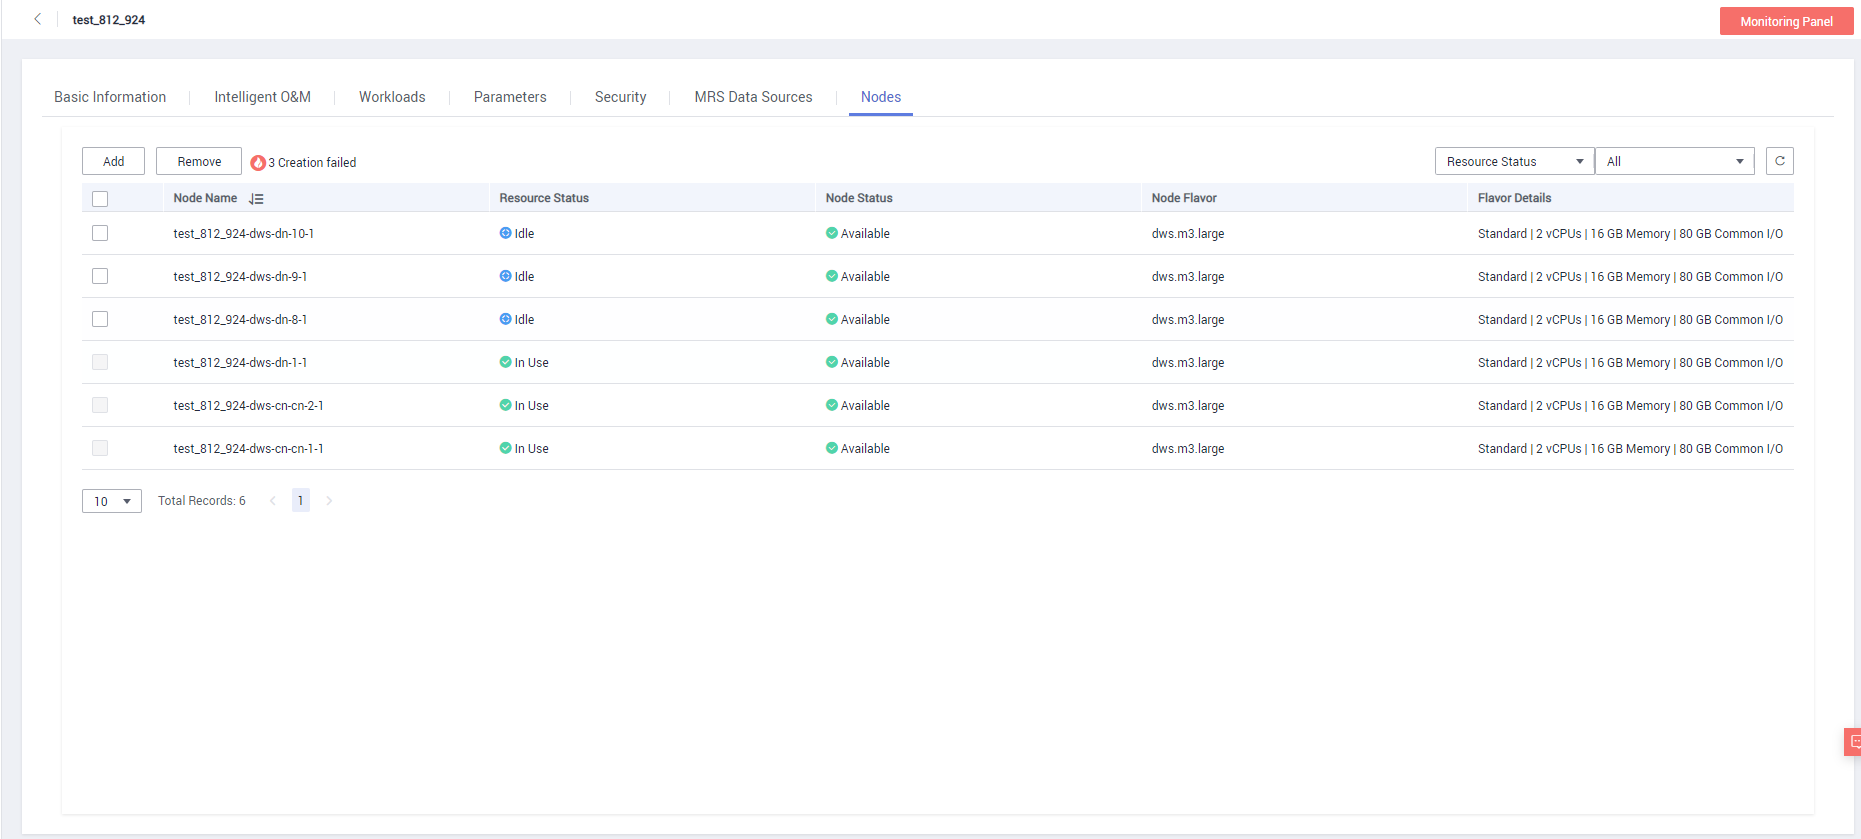 test_812_924
Monitoring Panel
Basic Information Intelligent O&M Workloads Parameters Security MRS Data Sources Nodes
Add Remove 3 Creation failed Resource Status All
Node Name Resource Status Node Status Node Flavor Flavor Details
test_812_924-dws-dn-10-1 Idle Available dws.m3.large Standard | 2 vCPUs | 16 GB Memory | 80 GB Common I/O
test_812_924-dws-dn-9-1 Idle Available dws.m3.large Standard | 2 vCPUs | 16 GB Memory | 80 GB Common I/O
test_812_924-dws-dn-8-1 Idle Available dws.m3.large Standard | 2 vCPUs | 16 GB Memory | 80 GB Common I/O
test_812_924-dws-dn-1-1 In Use Available dws.m3.large Standard | 2 vCPUs | 16 GB Memory | 80 GB Common I/O
test_812_924-dws-cn-cn-2-1 In Use Available dws.m3.large Standard | 2 vCPUs | 16 GB Memory | 80 GB Common I/O
test_812_924-dws-cn-cn-1-1 In Use Available dws.m3.large Standard | 2 vCPUs | 16 GB Memory | 80 GB Common I/O
10 Total Records: 6 1